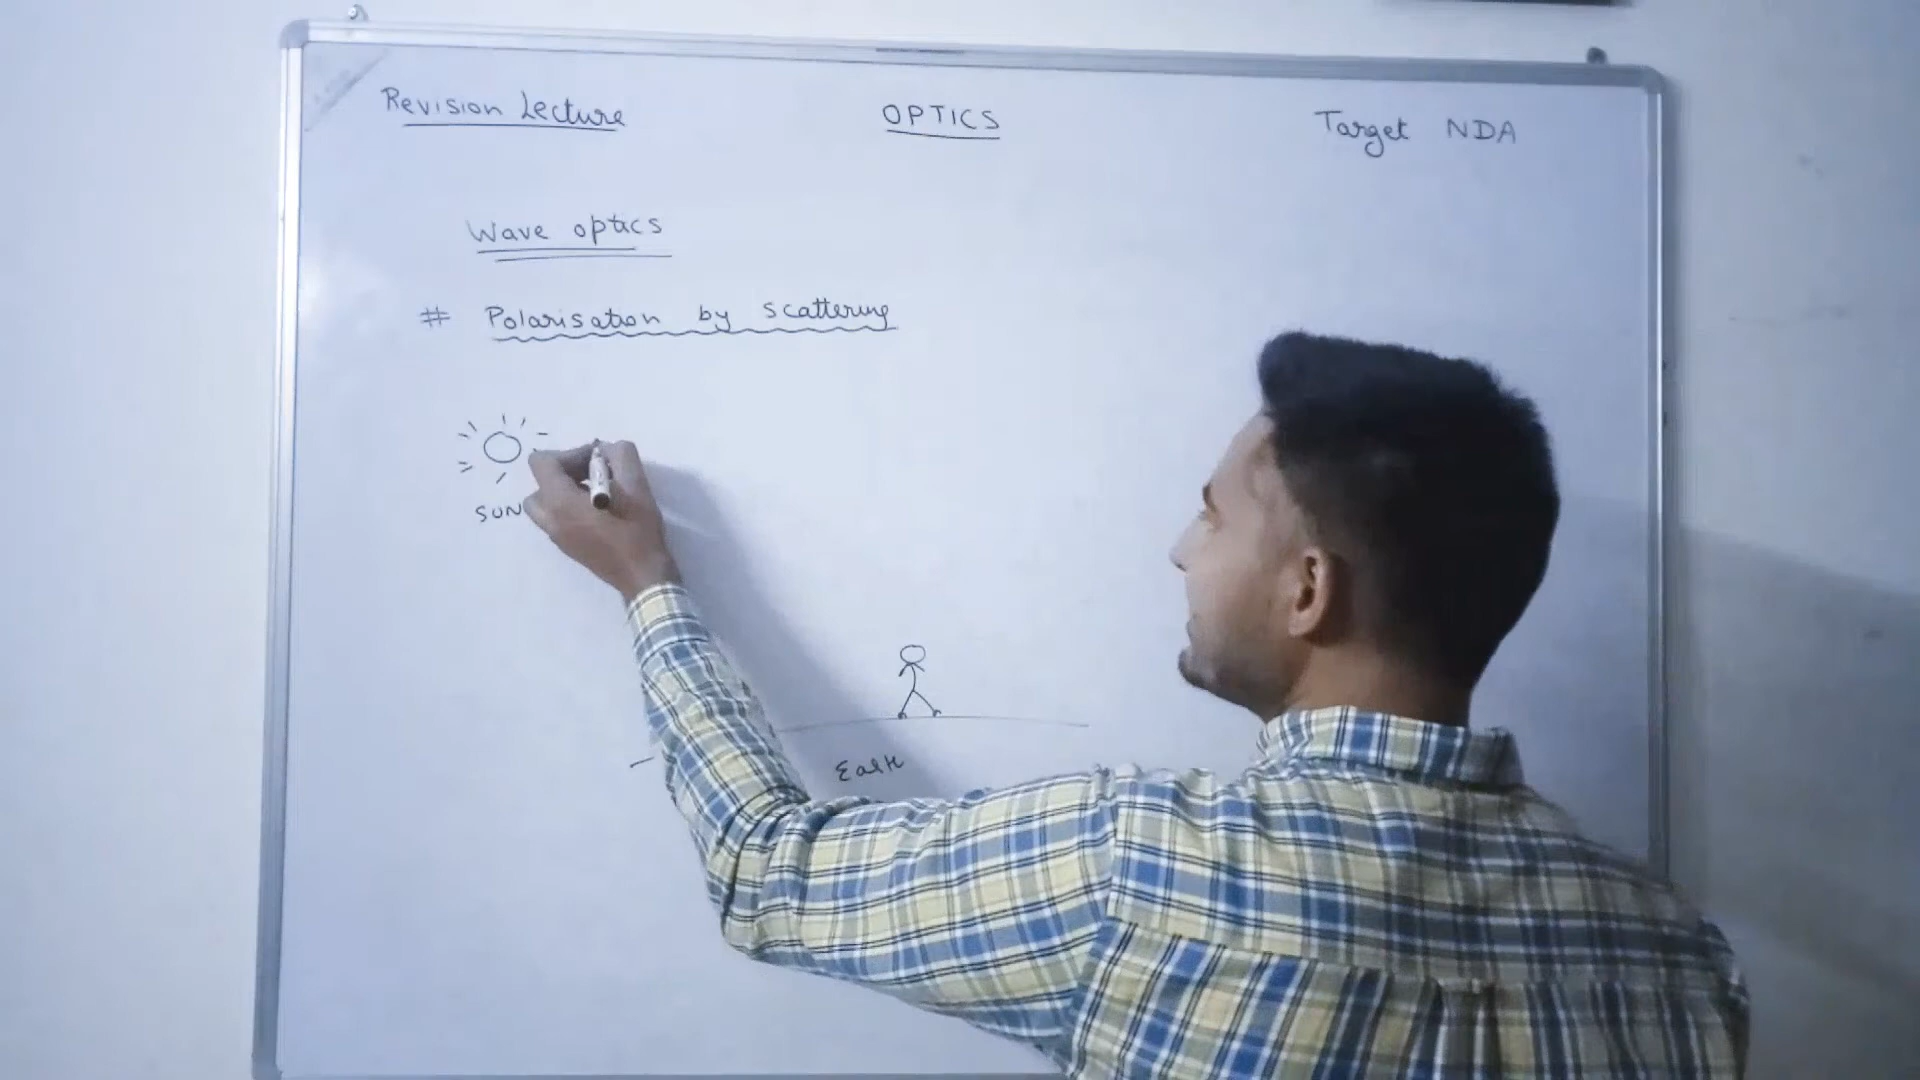 Revision Lecture
OPTICS
Target NDA
Wave optics
# Polarisation by scattering
SUN
Earth